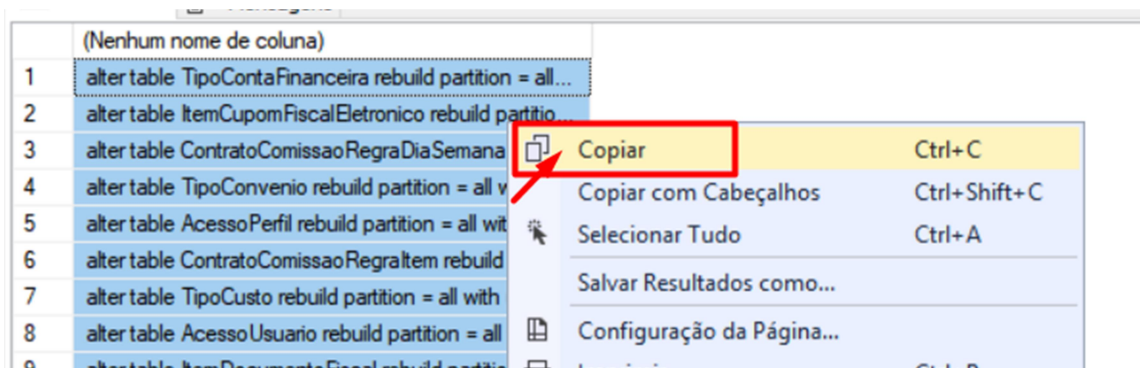 (Nenhum nome de coluna)
1 alter table TipoContaFinanceira rebuild partition = all...
2 alter table ItemCupomFiscalEletronico rebuild partitio...
3 alter table ContratoComissaoRegraDiaSemana
Copiar Ctrl+C
4 alter table TipoConvenio rebuild partition = all w
Copiar com Cabeçalhos Ctrl+Shift+C
5 alter table AcessoPerfil rebuild partition = all wit
Selecionar Tudo Ctrl+A
6 alter table ContratoComissaoRegraItem rebuild
7 alter table TipoCusto rebuild partition = all with
Salvar Resultados como...
8 alter table AcessoUsuario rebuild partition = all
Configuração da Página...